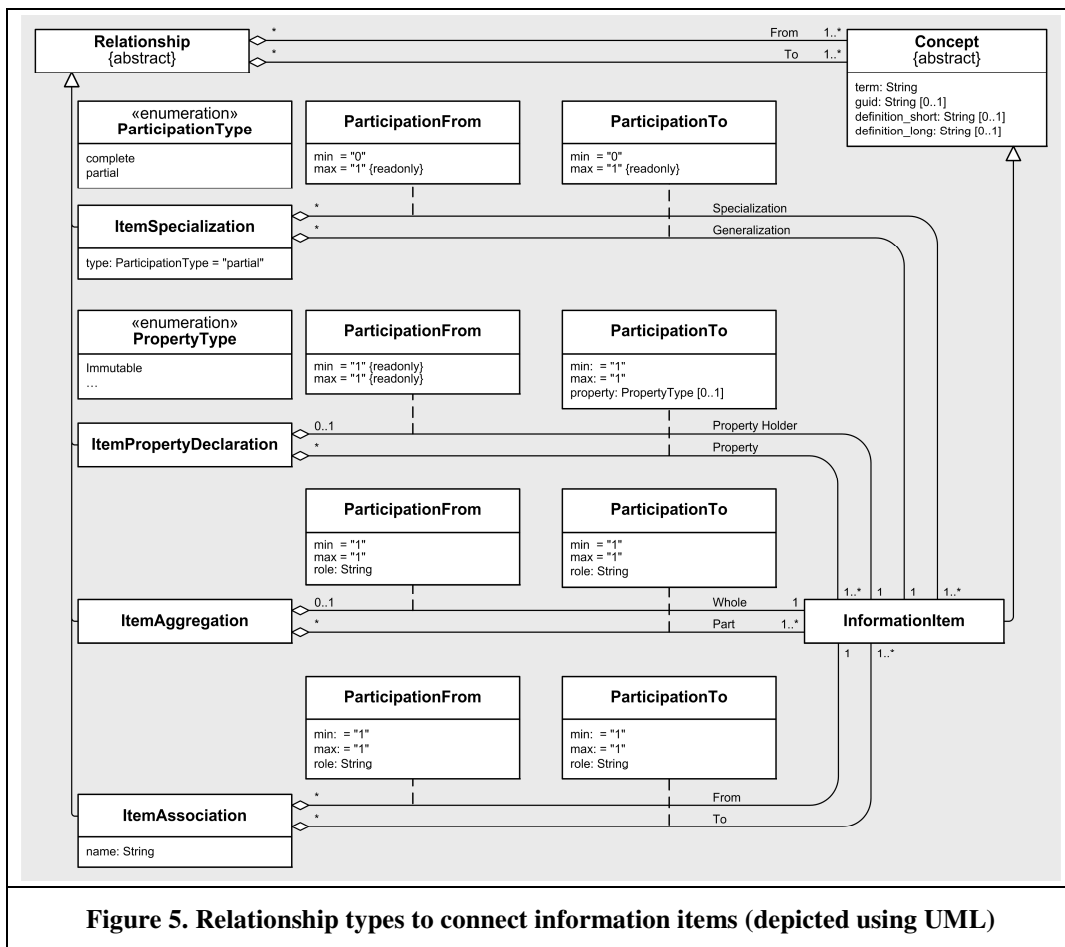 Relationship
{abstract}
*
From 1..*
*
To 1..*
Concept
{abstract}
term: String
guid: String [0..1]
definition_short: String [0..1]
definition_long: String [0..1]
«enumeration»
ParticipationType
complete
partial
ParticipationFrom
min = "0"
max = "1" {readonly}
ParticipationTo
min = "0"
max = "1" {readonly}
ItemSpecialization
type: ParticipationType = "partial"
*
Specialization
*
Generalization
«enumeration»
PropertyType
Immutable
...
ParticipationFrom
min = "1" {readonly}
max = "1" {readonly}
ParticipationTo
min: = "1"
max: = "1"
property: PropertyType [0..1]
ItemPropertyDeclaration
0..1
Property Holder
*
Property
ParticipationFrom
min = "1"
max = "1"
role: String
ParticipationTo
min = "1"
max = "1"
role: String
1..* 1 1 1..*
ItemAggregation
0..1
Whole 1
*
Part 1..*
InformationItem
1 1..*
ParticipationFrom
min: = "1"
max: = "1"
role: String
ParticipationTo
min: = "1"
max: = "1"
role: String
ItemAssociation
name: String
*
From
*
To
Figure 5. Relationship types to connect information items (depicted using UML)